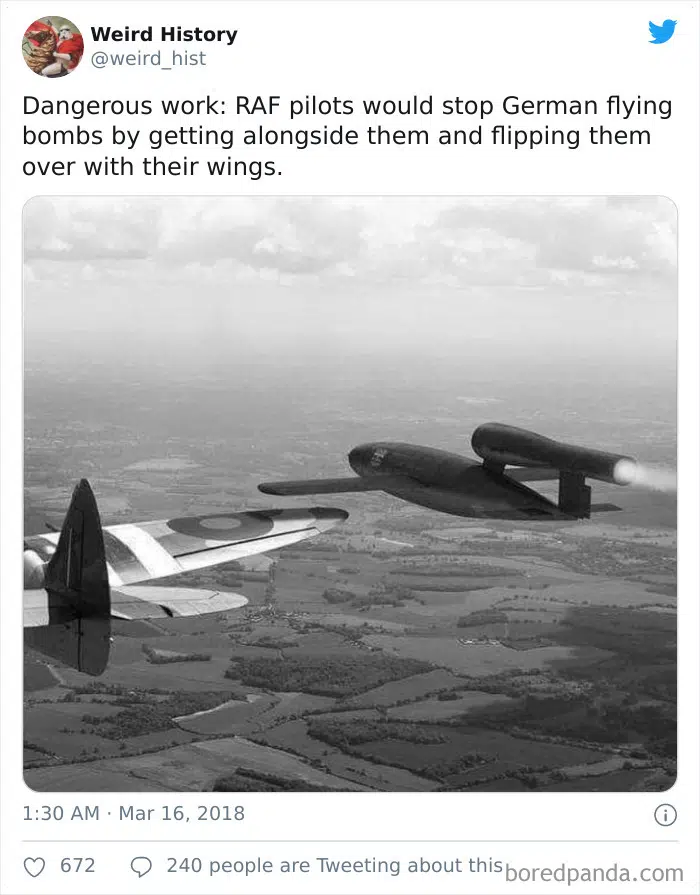 Weird History
@weird_hist
Dangerous work: RAF pilots would stop German flying
bombs by getting alongside them and flipping them
over with their wings.
1:30 AM · Mar 16, 2018
672
240 people are Tweeting about this
boredpanda.com